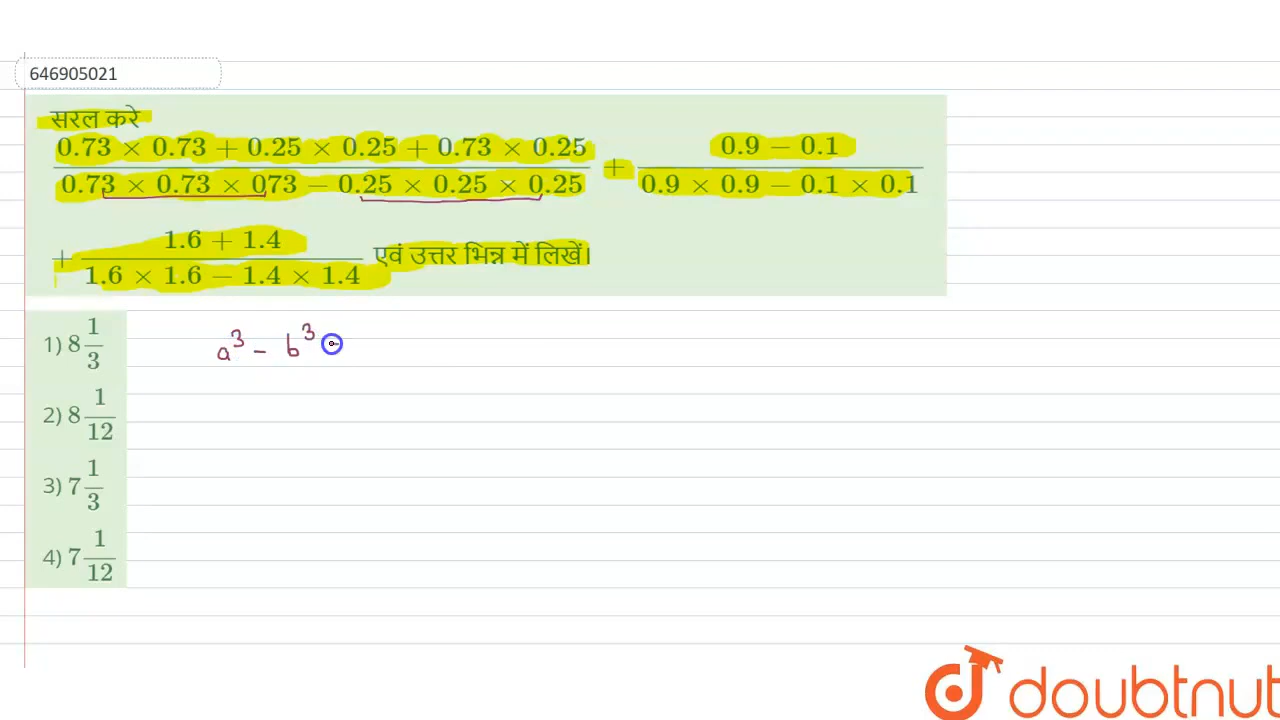 646905021
सरल करे
0.73 × 0.73 + 0.25 × 0.25 + 0.73 × 0.25 / 0.73 × 0.73 × 073 − 0.25 × 0.25 × 0.25 + 0.9 − 0.1 / 0.9 × 0.9 − 0.1 × 0.1
+ 1.6 + 1.4 / 1.6 × 1.6 − 1.4 × 1.4 एवं उत्तर भिन्न में लिखें।
1) 8 1/3
a³ − b³
2) 8 1/12
3) 7 1/3
4) 7 1/12
doubtnut